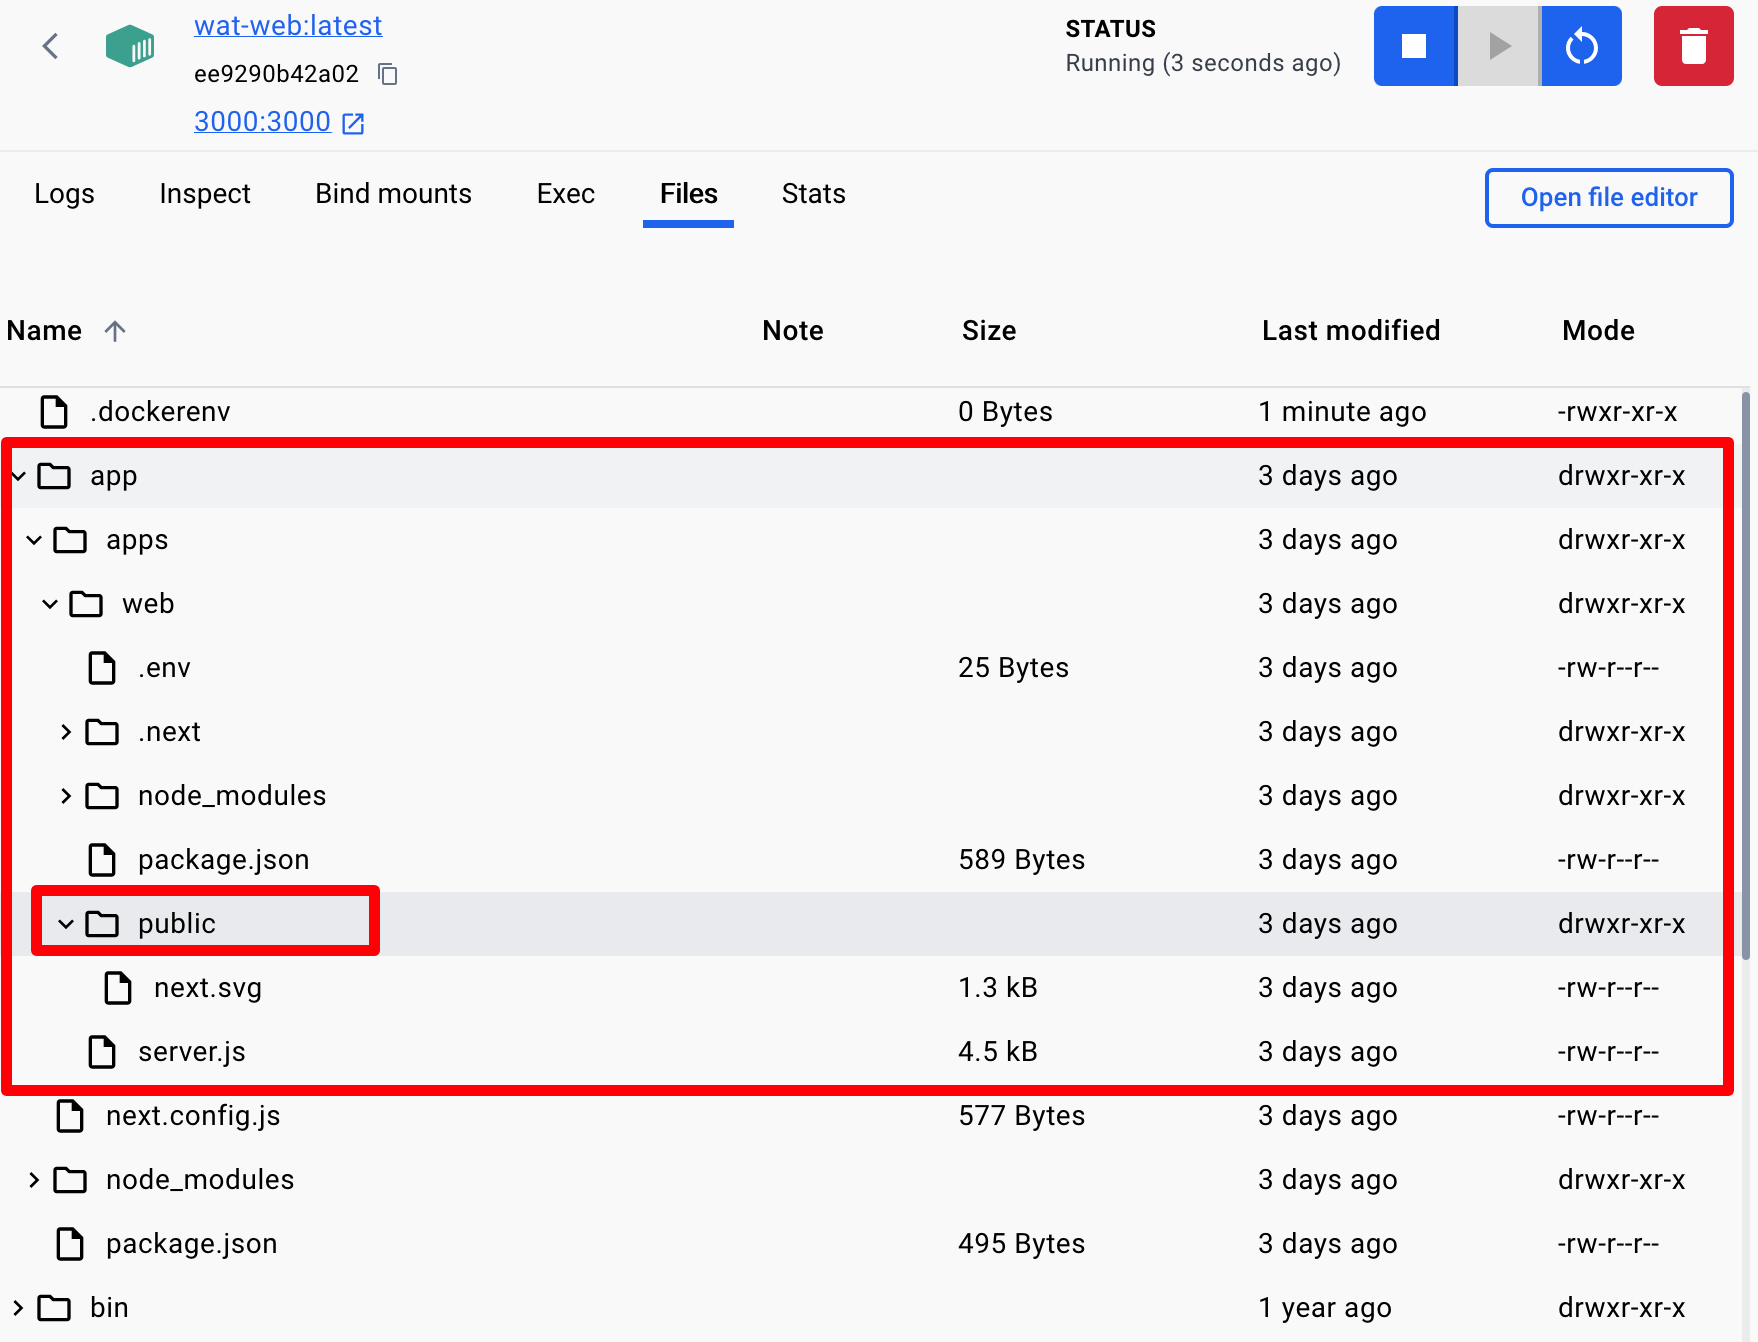 wat-web:latest
ee9290b42a02
3000:3000
STATUS
Running (3 seconds ago)
Logs Inspect Bind mounts Exec Files Stats Open file editor
Name Note Size Last modified Mode
.dockerenv 0 Bytes 1 minute ago -rwxr-xr-x
app 3 days ago drwxr-xr-x
apps 3 days ago drwxr-xr-x
web 3 days ago drwxr-xr-x
.env 25 Bytes 3 days ago -rw-r--r--
.next 3 days ago drwxr-xr-x
node_modules 3 days ago drwxr-xr-x
package.json 589 Bytes 3 days ago -rw-r--r--
public 3 days ago drwxr-xr-x
next.svg 1.3 kB 3 days ago -rw-r--r--
server.js 4.5 kB 3 days ago -rw-r--r--
next.config.js 577 Bytes 3 days ago -rw-r--r--
node_modules 3 days ago drwxr-xr-x
package.json 495 Bytes 3 days ago -rw-r--r--
bin 1 year ago drwxr-xr-x